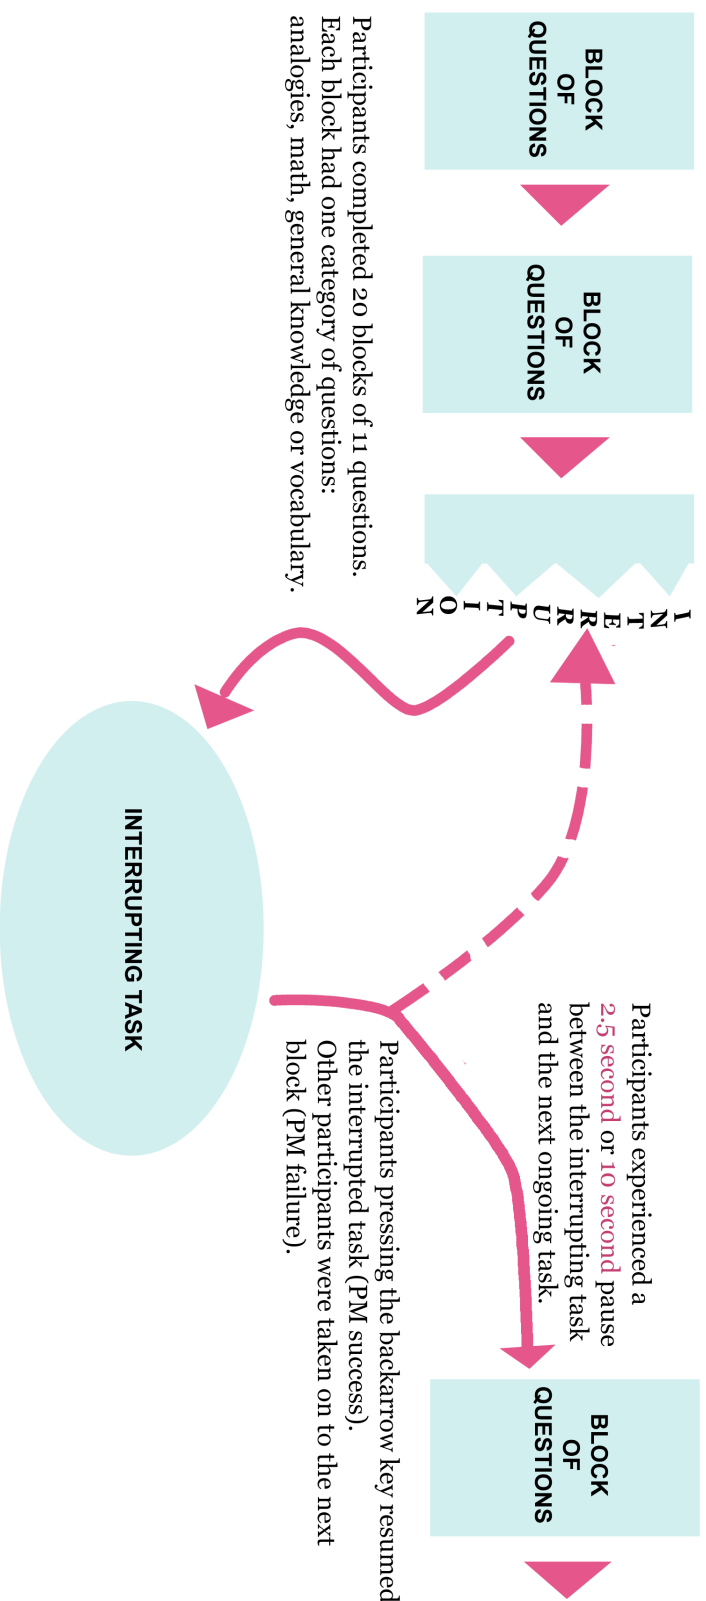 BLOCK
OF
QUESTIONS
BLOCK
OF
QUESTIONS
INTERRUPTION
Participants completed 20 blocks of 11 questions.
Each block had one category of questions:
analogies, math, general knowledge or vocabulary.
INTERRUPTING TASK
Participants experienced a
2.5 second or 10 second pause
between the interrupting task
and the next ongoing task.
Participants pressing the backarrow key resumed
the interrupted task (PM success).
Other participants were taken on to the next
block (PM failure).
BLOCK
OF
QUESTIONS